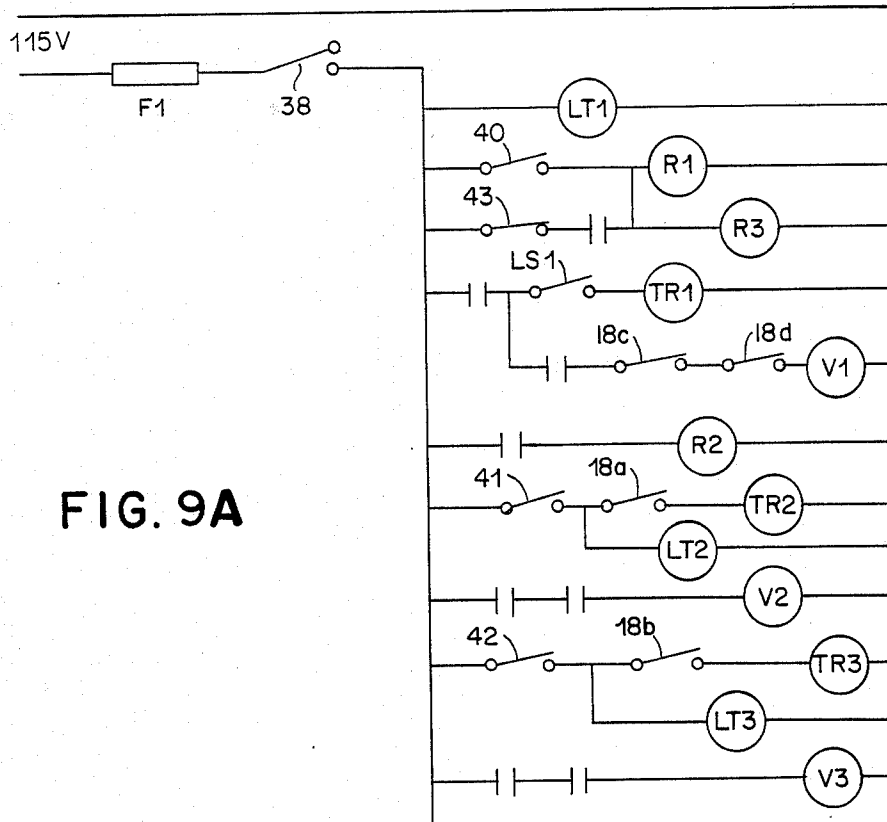 115V
F1
38
LT1
40
R1
43
R3
LS1
TR1
18c
18d
V1
R2
FIG. 9A
41
18a
TR2
LT2
V2
42
18b
TR3
LT3
V3